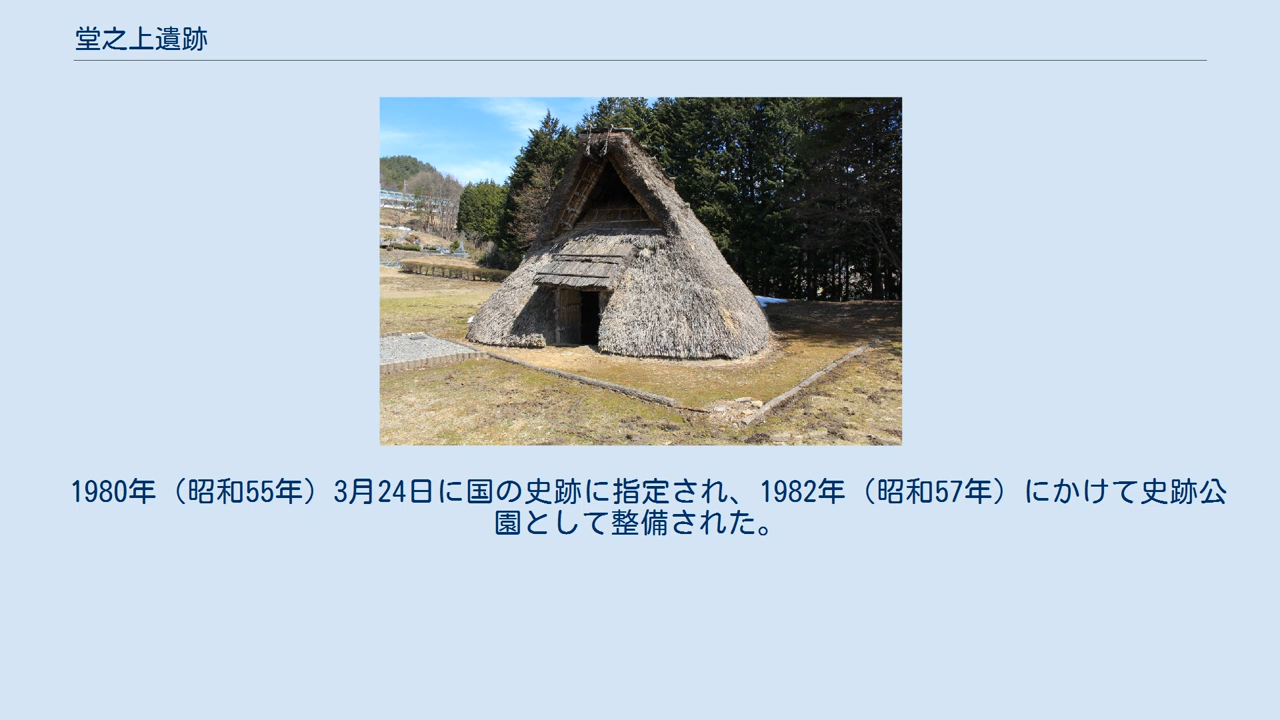 堂之上遺跡
1980年（昭和55年）3月24日に国の史跡に指定され、1982年（昭和57年）にかけて史跡公
園として整備された。